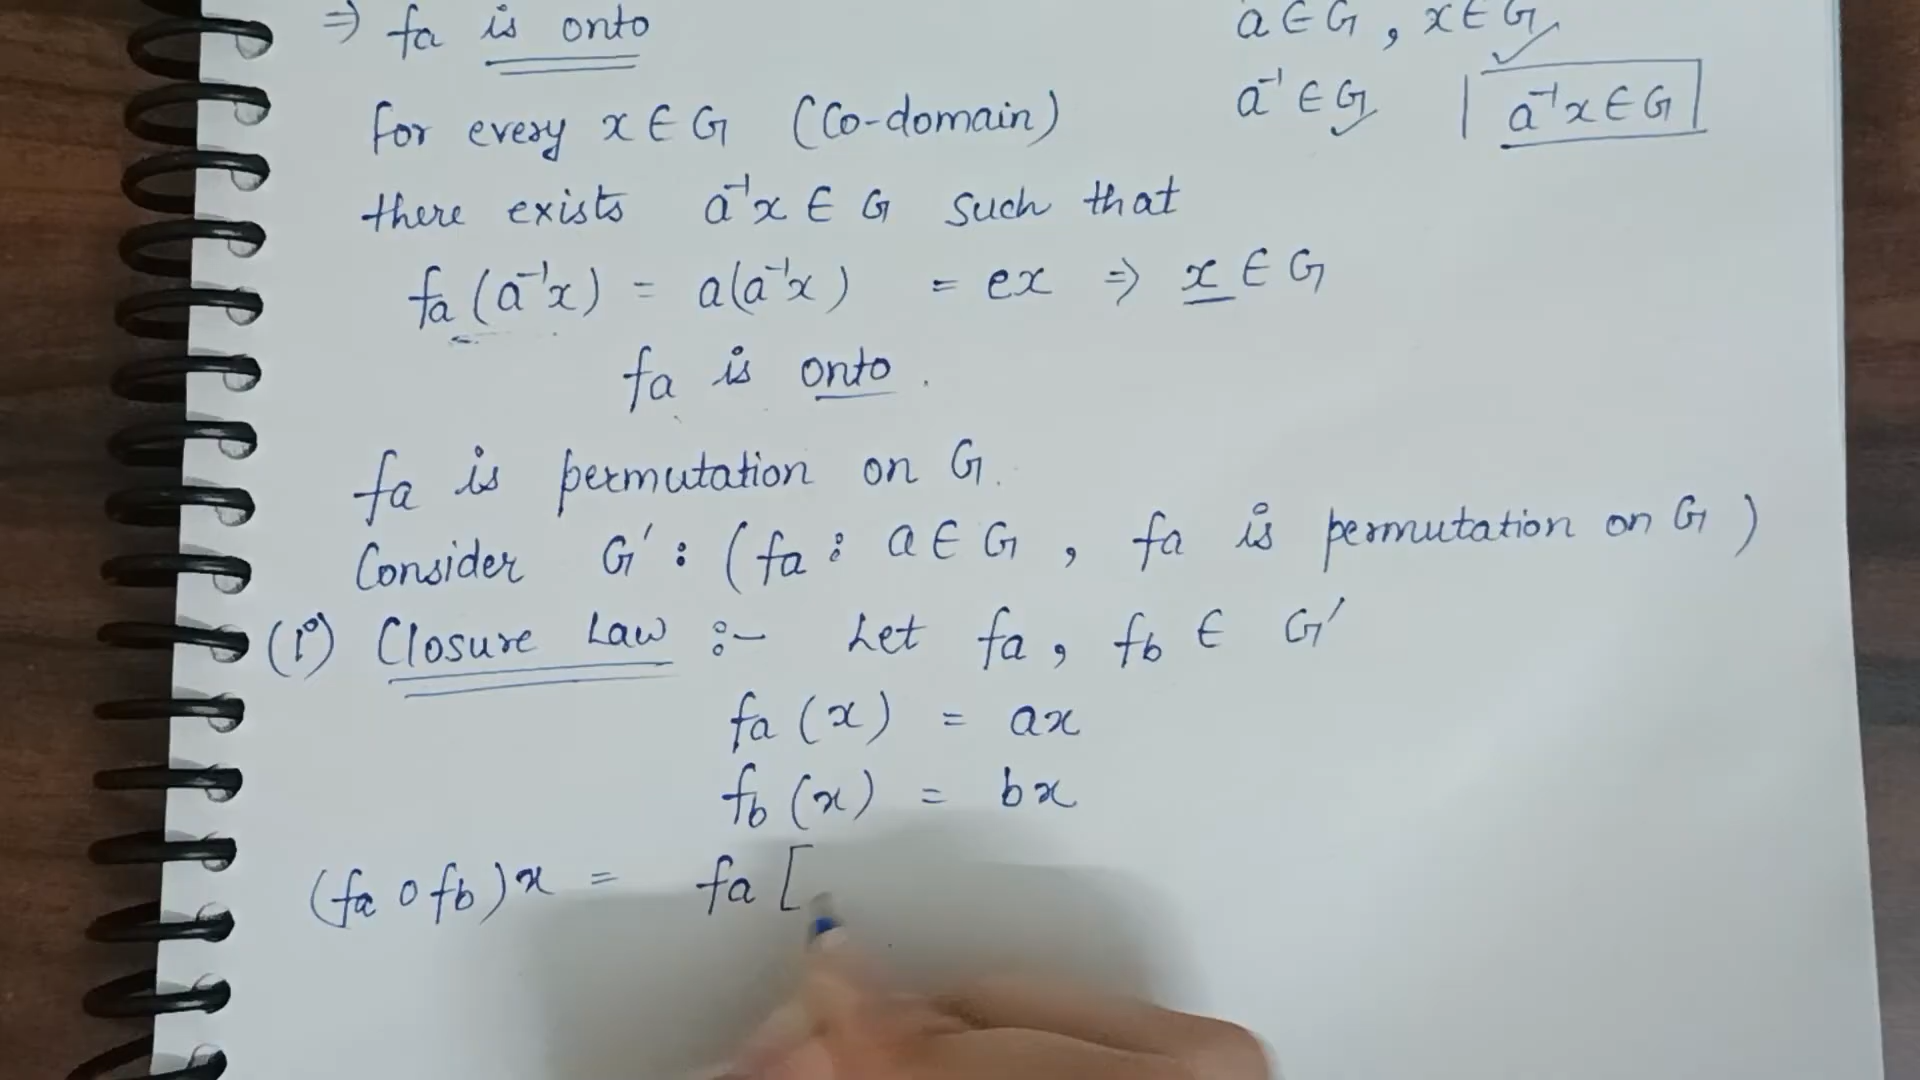 ⇒ fa is onto
a ∈ G , x ∈ G
a⁻¹ ∈ G | a⁻¹x ∈ G |
For every x ∈ G (Co-domain)
there exists a⁻¹x ∈ G such that
fa (a⁻¹x) = a(a⁻¹x) = ex ⇒ x ∈ G
fa is onto .
fa is permutation on G.
Consider G' : (fa : a ∈ G , fa is permutation on G )
(i) Closure Law :- Let fa , fb ∈ G'
fa (x) = ax
fb (x) = bx
(fa o fb)x = fa [